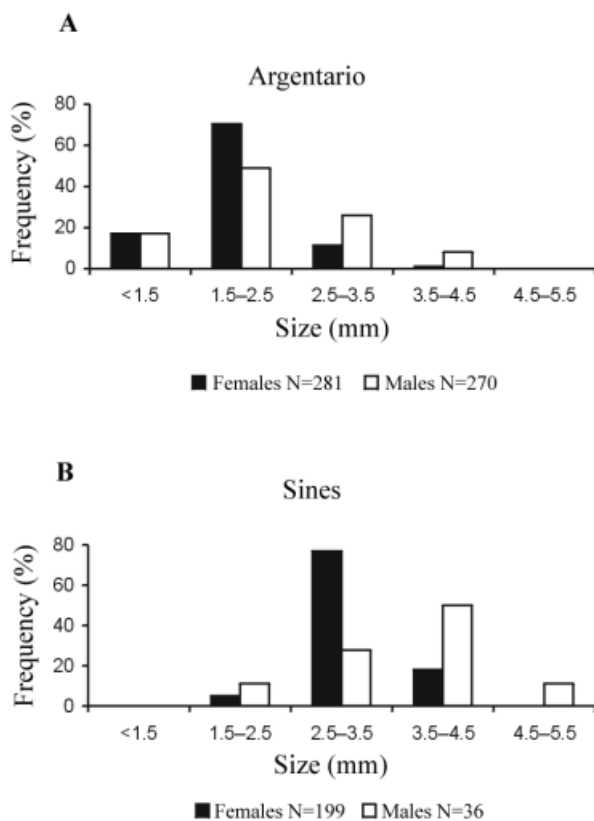 A
Argentario
Frequency (%)
80
60
40
20
0
<1.5 1.5–2.5 2.5–3.5 3.5–4.5 4.5–5.5
Size (mm)
Females N=281 Males N=270
B
Sines
Frequency (%)
80
60
40
20
0
<1.5 1.5–2.5 2.5–3.5 3.5–4.5 4.5–5.5
Size (mm)
Females N=199 Males N=36